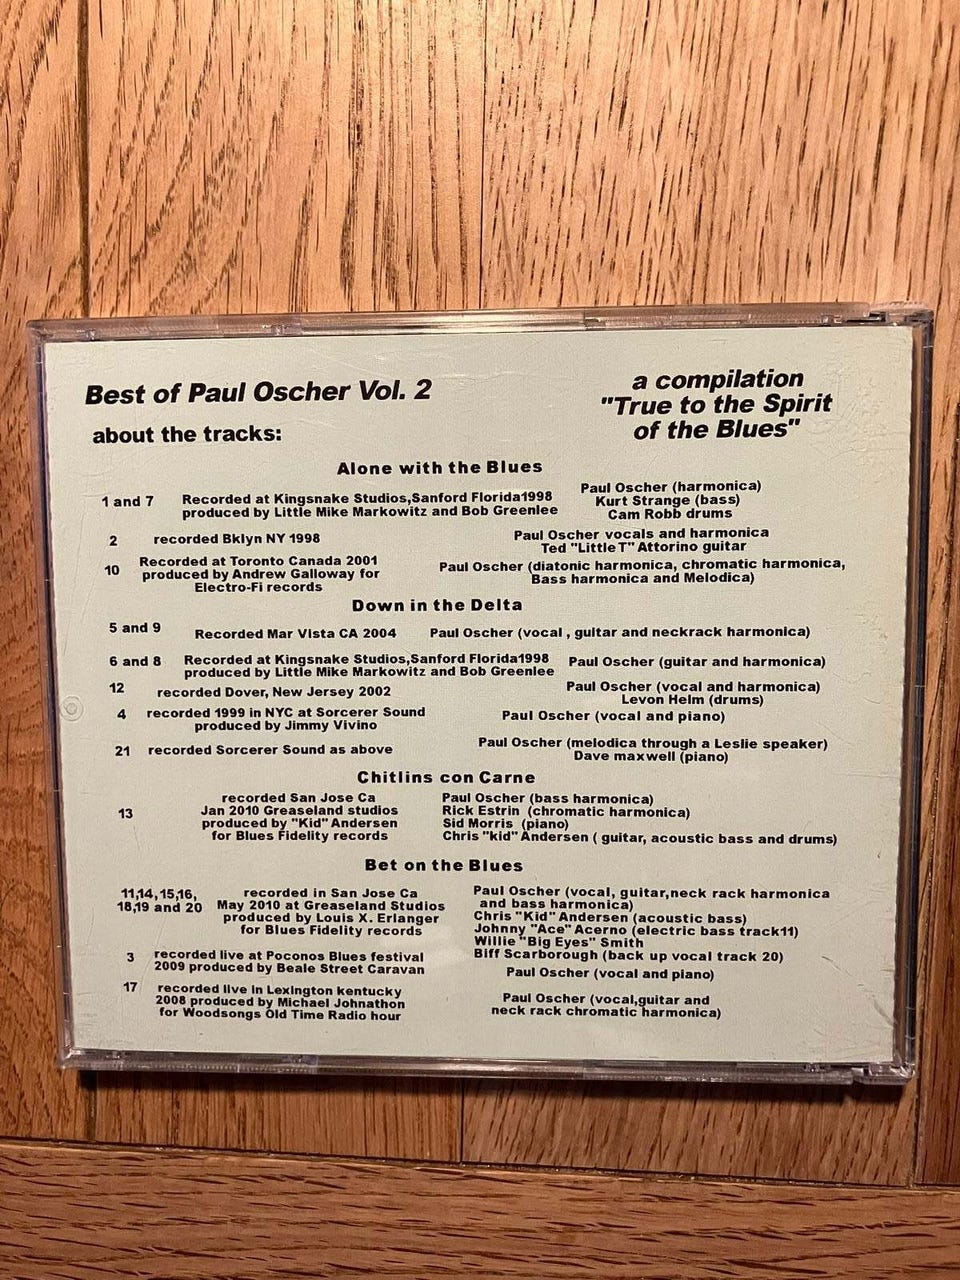 Best of Paul Oscher Vol. 2
a compilation
"True to the Spirit
of the Blues"
about the tracks:
Alone with the Blues
1 and 7
Recorded at Kingsnake Studios,Sanford Florida1998
produced by Little Mike Markowitz and Bob Greenlee
Paul Oscher (harmonica)
Kurt Strange (bass)
Cam Robb drums
2
recorded Bklyn NY 1998
Paul Oscher vocals and harmonica
Ted "Little T" Attorino guitar
10
Recorded at Toronto Canada 2001
produced by Andrew Galloway for
Electro-Fi records
Paul Oscher (diatonic harmonica, chromatic harmonica,
Bass harmonica and Melodica)
Down in the Delta
5 and 9
Recorded Mar Vista CA 2004
Paul Oscher (vocal , guitar and neckrack harmonica)
6 and 8
Recorded at Kingsnake Studios,Sanford Florida1998
produced by Little Mike Markowitz and Bob Greenlee
Paul Oscher (guitar and harmonica)
12
recorded Dover, New Jersey 2002
Paul Oscher (vocal and harmonica)
Levon Helm (drums)
4
recorded 1999 in NYC at Sorcerer Sound
produced by Jimmy Vivino
Paul Oscher (vocal and piano)
21
recorded Sorcerer Sound as above
Paul Oscher (melodica through a Leslie speaker)
Dave maxwell (piano)
Chitlins con Carne
13
recorded San Jose Ca
Jan 2010 Greaseland studios
produced by "Kid" Andersen
for Blues Fidelity records
Paul Oscher (bass harmonica)
Rick Estrin (chromatic harmonica)
Sid Morris (piano)
Chris "kid" Andersen ( guitar, acoustic bass and drums)
Bet on the Blues
11,14,15,16,
18,19 and 20
recorded in San Jose Ca
May 2010 at Greaseland Studios
produced by Louis X. Erlanger
for Blues Fidelity records
Paul Oscher (vocal, guitar,neck rack harmonica
and bass harmonica)
Chris "Kid" Andersen (acoustic bass)
Johnny "Ace" Acerno (electric bass track11)
Willie "Big Eyes" Smith
Biff Scarborough (back up vocal track 20)
3
recorded live at Poconos Blues festival
2009 produced by Beale Street Caravan
Paul Oscher (vocal and piano)
17
recorded live in Lexington kentucky
2008 produced by Michael Johnathon
for Woodsongs Old Time Radio hour
Paul Oscher (vocal,guitar and
neck rack chromatic harmonica)